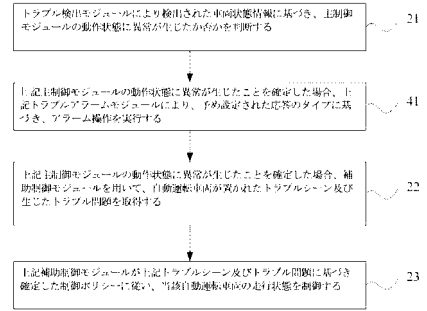 トラブル検出モジュールにより検出された車両状態情報に基づき、主制御
モジュールの動作状態に異常が生じたか否かを判断する
21
上記主制御モジュールの動作状態に異常が生じたことを確定した場合、上
記トラブルアラームモジュールにより、予め設定された応答のタイプに基
づき、アラーム操作を実行する
41
上記主制御モジュールの動作状態に異常が生じたことを確定した場合、補
助制御モジュールを用いて、自動運転車両が置かれたトラブルシーン及び
生じたトラブル問題を取得する
22
上記補助制御モジュールが上記トラブルシーン及びトラブル問題に基づき
確定した制御ポリシーに従い、当該自動運転車両の走行状態を制御する
23